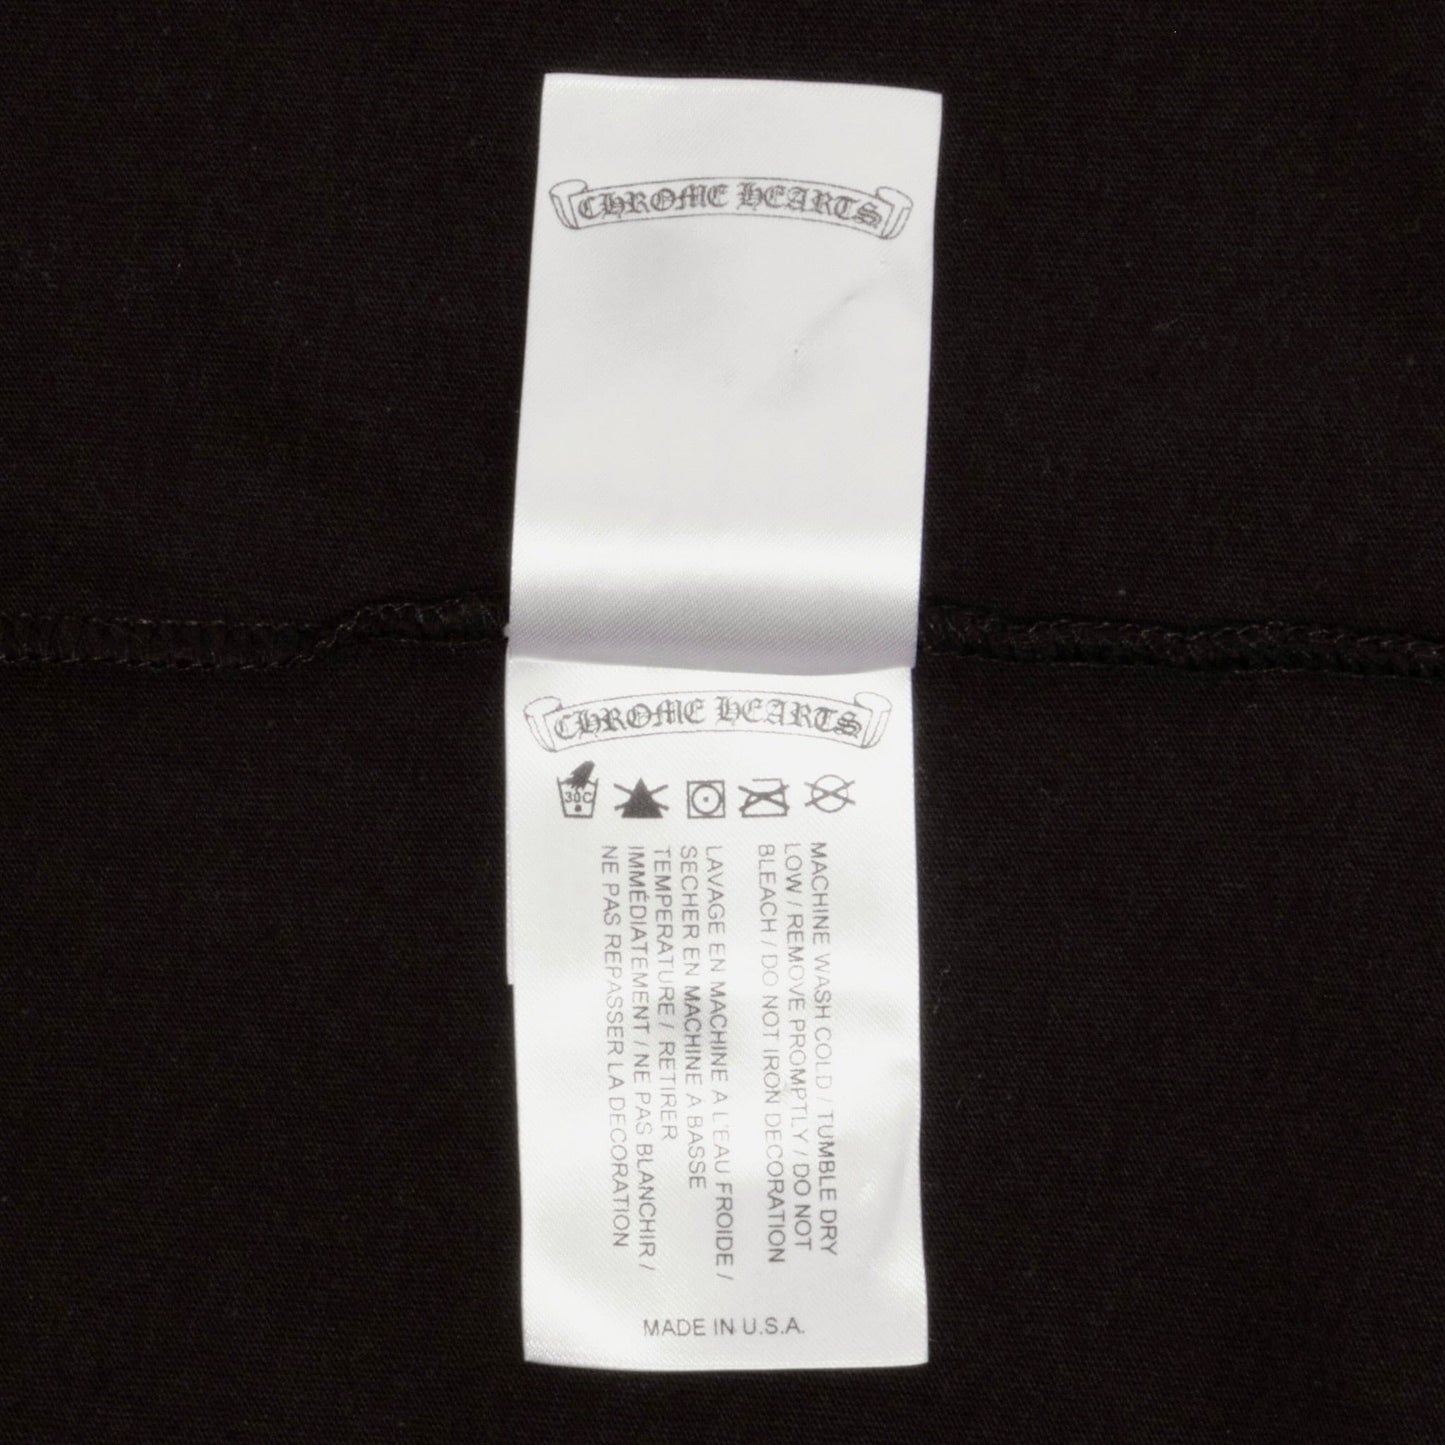 CHROME HEARTS
CHROME HEARTS
30C
MACHINE WASH COLD / TUMBLE DRY
LOW / REMOVE PROMPTLY / DO NOT
BLEACH / DO NOT IRON DECORATION
LAVAGE EN MACHINE A L'EAU FROIDE /
SECHER EN MACHINE A BASSE
TEMPERATURE / RETIRER
IMMÉDIATEMENT / NE PAS BLANCHIR /
NE PAS REPASSER LA DECORATION
MADE IN U.S.A.